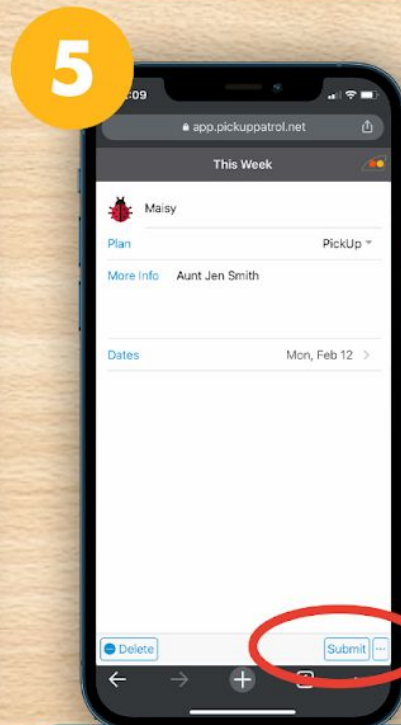 5
:09
app.pickuppatrol.net
This Week
Maisy
Plan PickUp
More Info Aunt Jen Smith
Dates Mon, Feb 12
Delete
Submit ...